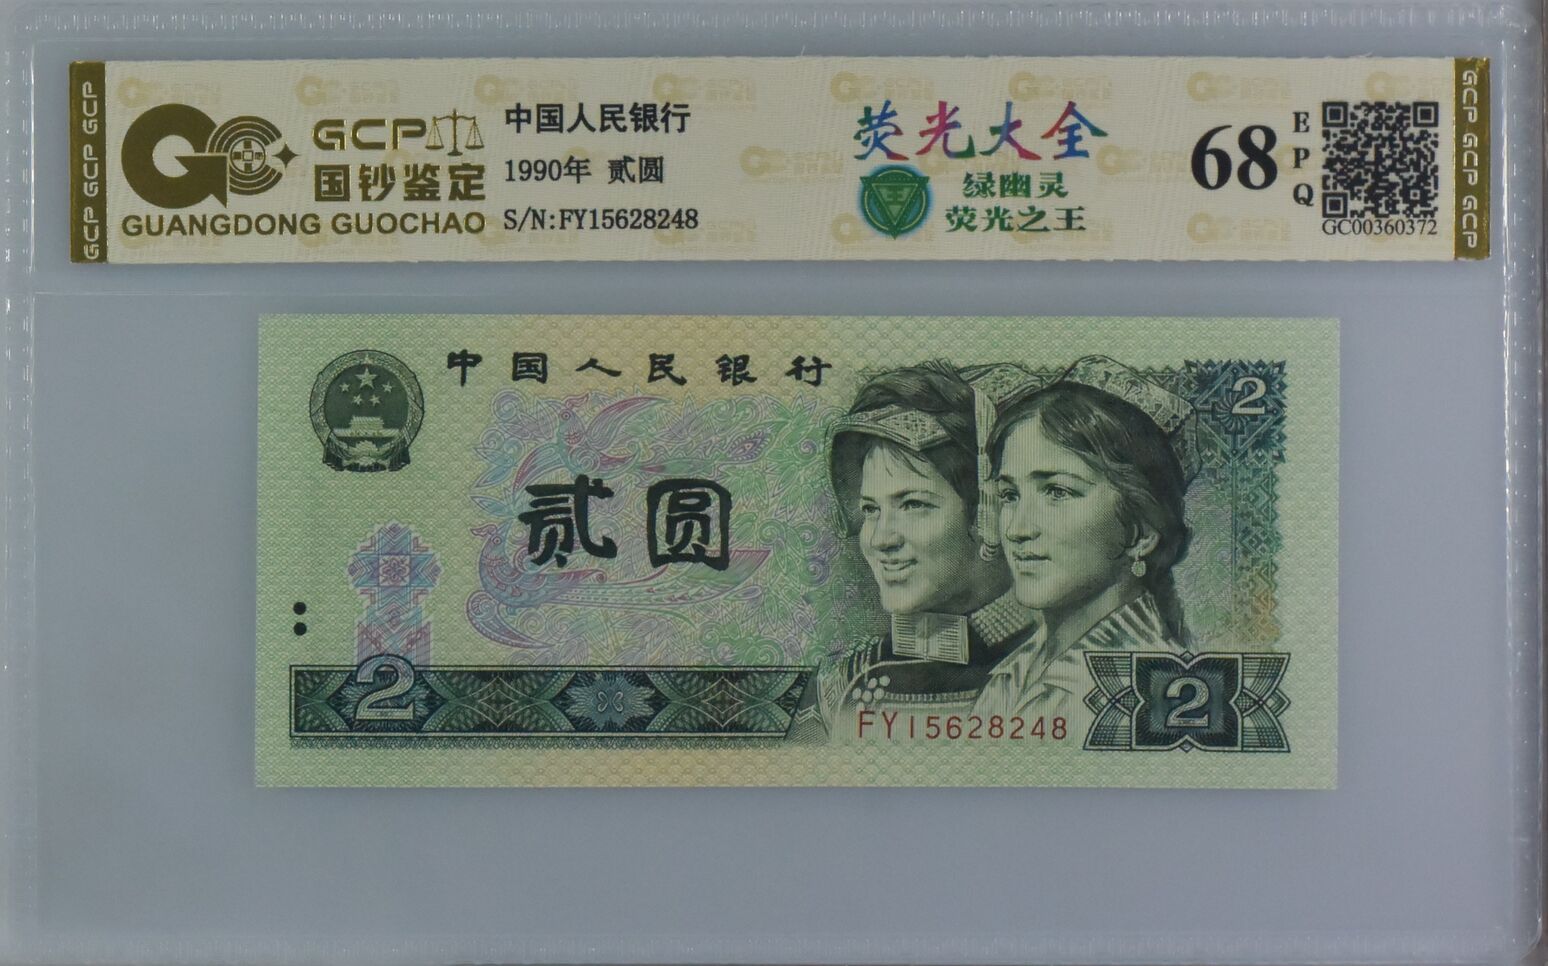 GCP GCP GCP
GCP
国钞鉴定
GUANGDONG GUOCHAO
中国人民银行
1990年 贰圆
S/N:FY15628248
荧光大全
王
绿幽灵
荧光之王
68
E
P
Q
GC00360372
GCP GCP GCP
中国人民银行
2
贰圆
2
FY15628248
2